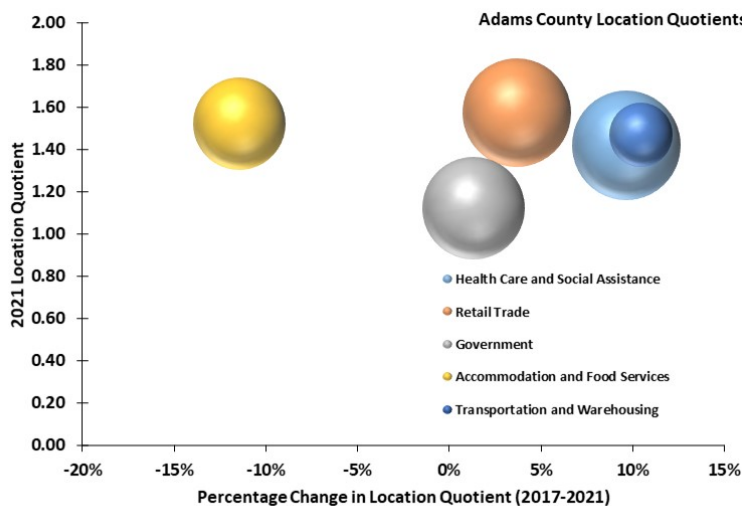 Adams County Location Quotients
2.00
1.80
1.60
1.40
1.20
1.00
0.80
0.60
0.40
0.20
0.00
2021 Location Quotient
Health Care and Social Assistance
Retail Trade
Government
Accommodation and Food Services
Transportation and Warehousing
-20% -15% -10% -5% 0% 5% 10% 15%
Percentage Change in Location Quotient (2017-2021)